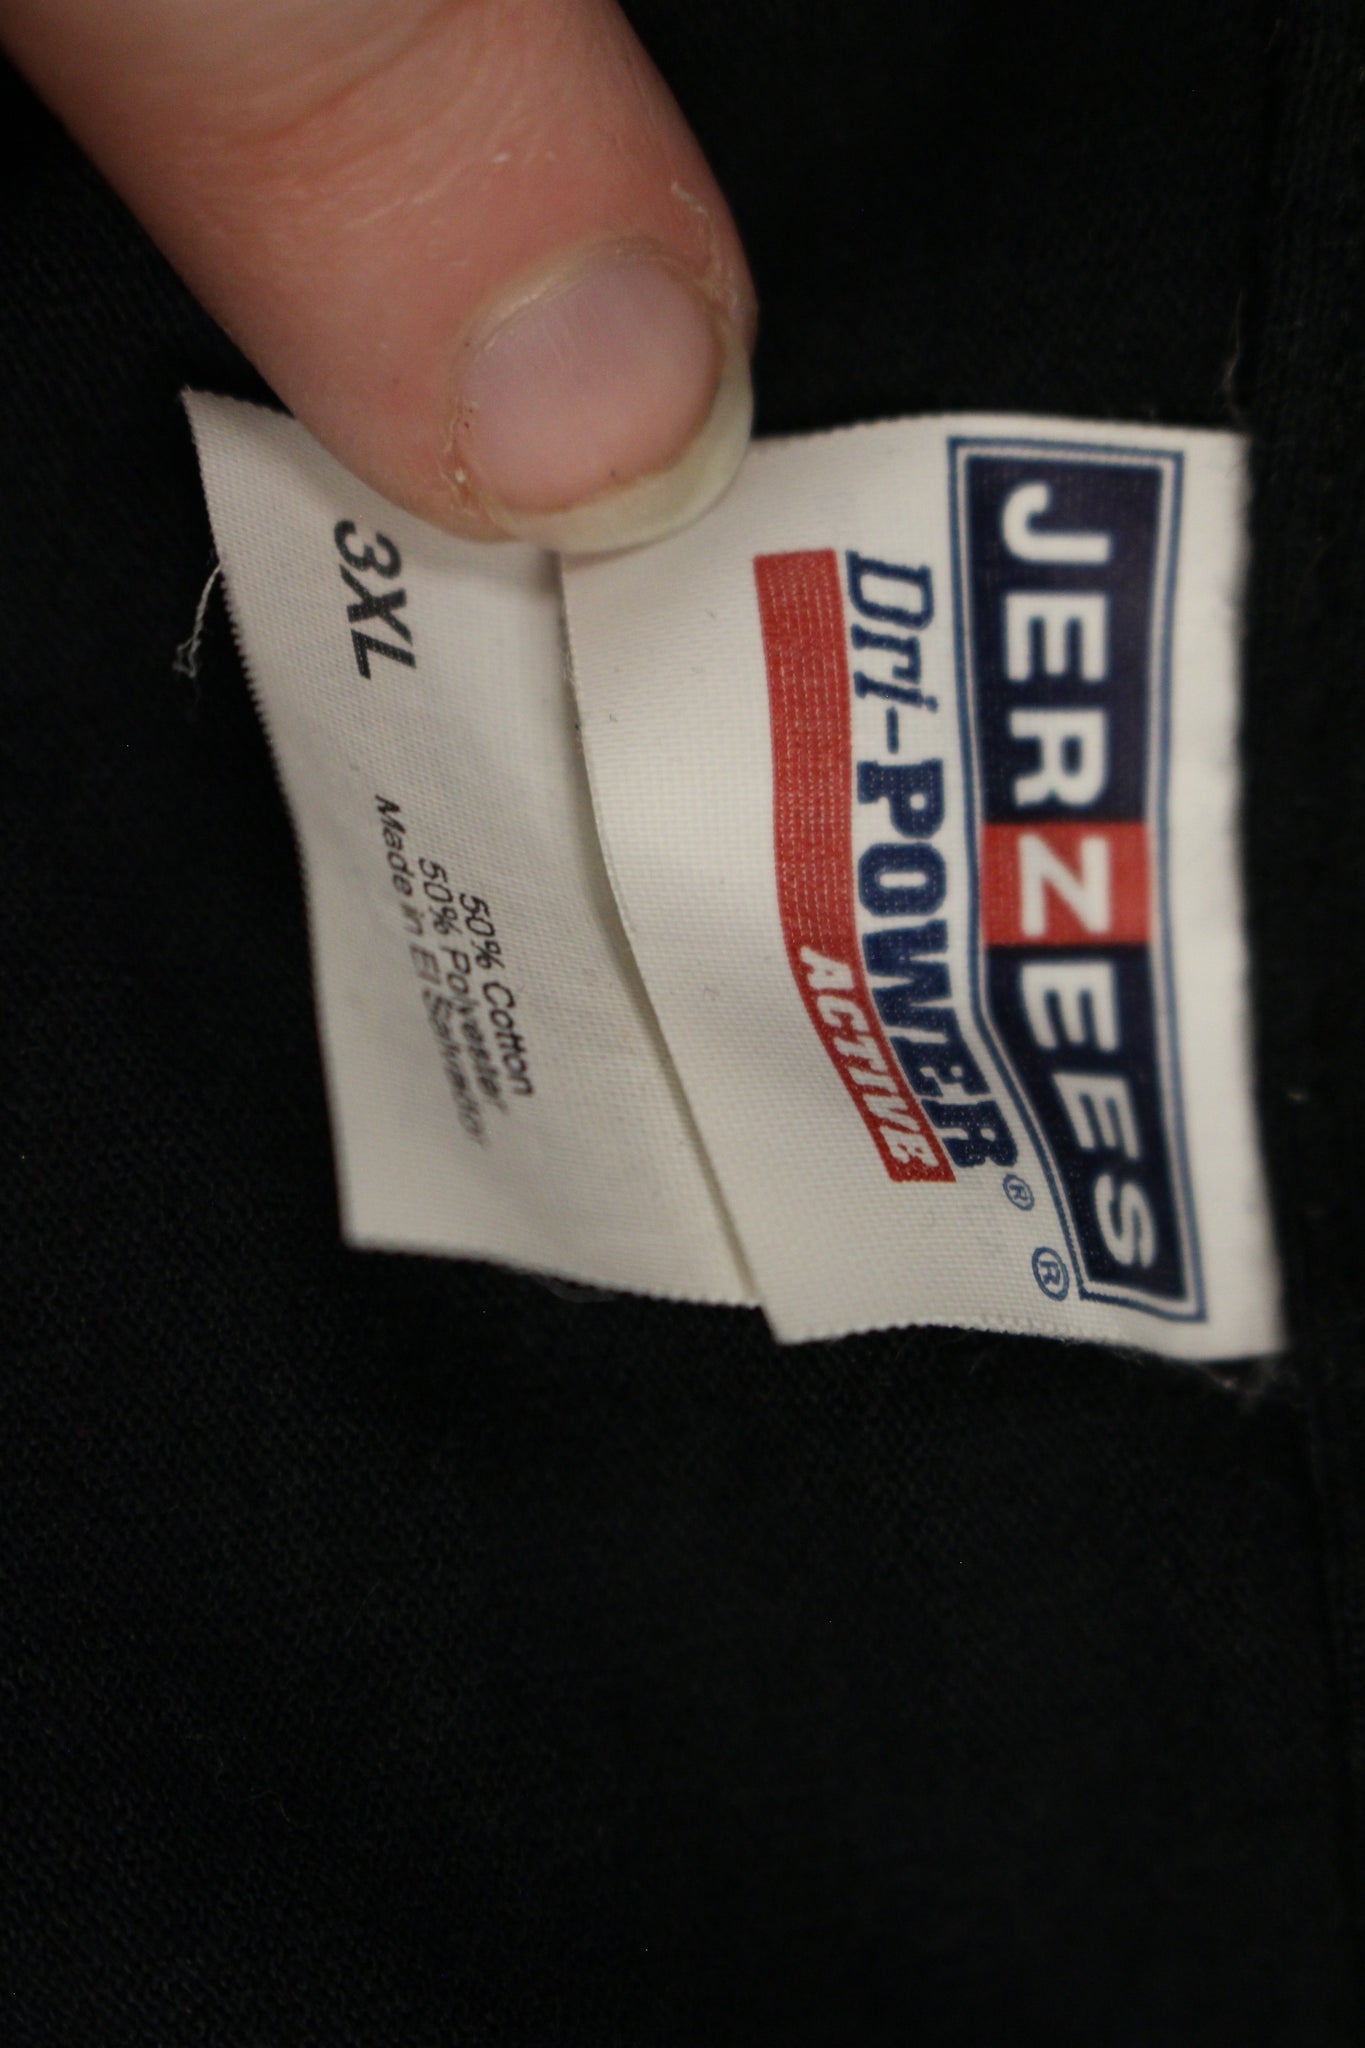 JERZEES
®
Dri-POWER®
ACTIVE
50% Cotton
50% Polyester
Made in El Salvador
3XL